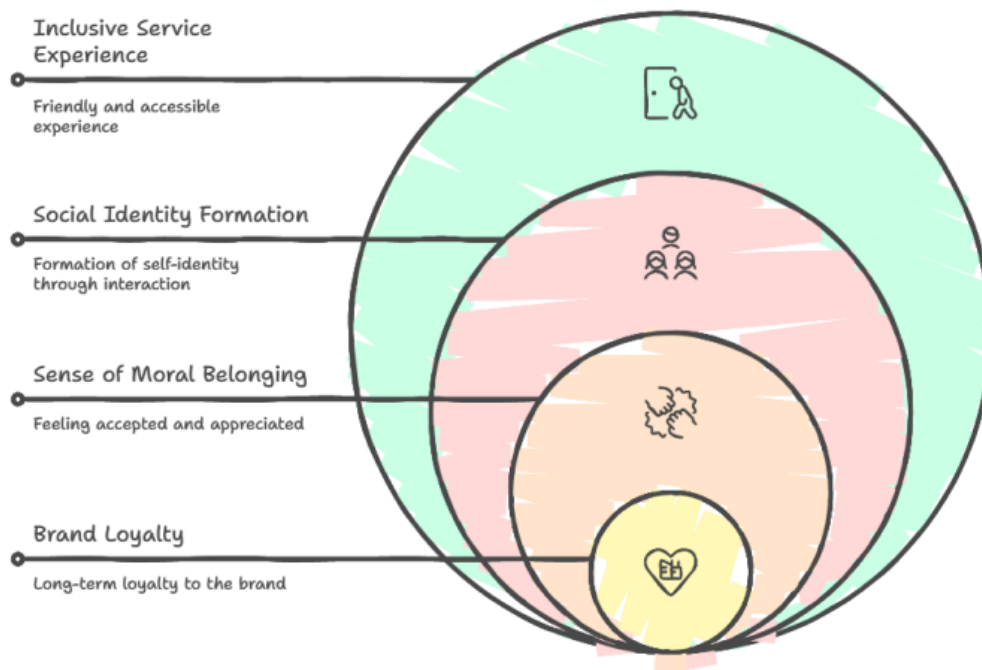 Inclusive Service
Experience
Friendly and accessible
experience
Social Identity Formation
Formation of self-identity
through interaction
Sense of Moral Belonging
Feeling accepted and appreciated
Brand Loyalty
Long-term loyalty to the brand